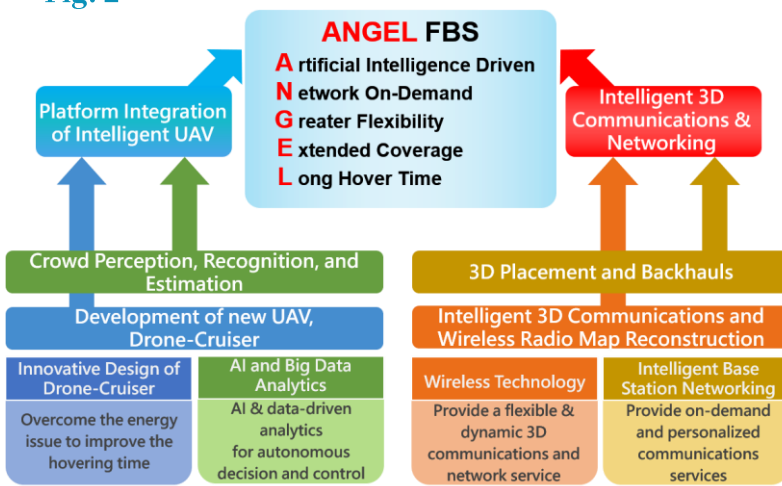 Fig. 2
ANGEL FBS
Artificial Intelligence Driven
Network On-Demand
Greater Flexibility
Extended Coverage
Long Hover Time
Platform Integration
of Intelligent UAV
Intelligent 3D
Communications &
Networking
Crowd Perception, Recognition, and
Estimation
Development of new UAV,
Drone-Cruiser
3D Placement and Backhauls
Intelligent 3D Communications and
Wireless Radio Map Reconstruction
Innovative Design of
Drone-Cruiser
Overcome the energy
issue to improve the
hovering time
AI and Big Data
Analytics
AI & data-driven
analytics
for autonomous
decision and control
Wireless Technology
Provide a flexible &
dynamic 3D
communications and
network service
Intelligent Base
Station Networking
Provide on-demand
and personalized
communications
services